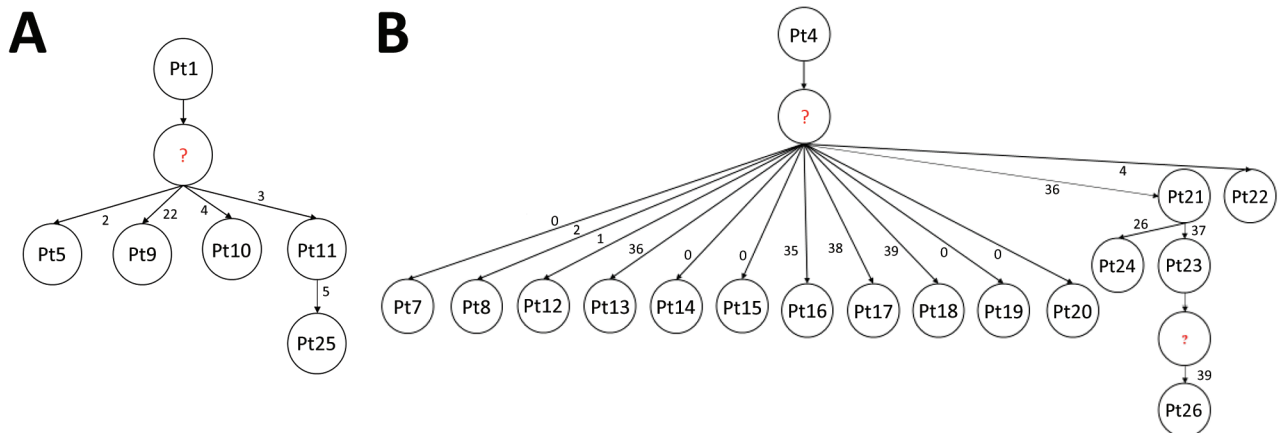 A
B
Pt1
?
2
22
4
3
Pt5
Pt9
Pt10
Pt11
5
Pt25
Pt4
?
0
2
1
36
0
0
35
38
39
0
0
36
4
Pt7
Pt8
Pt12
Pt13
Pt14
Pt15
Pt16
Pt17
Pt18
Pt19
Pt20
Pt21
Pt22
26
37
Pt24
Pt23
?
39
Pt26